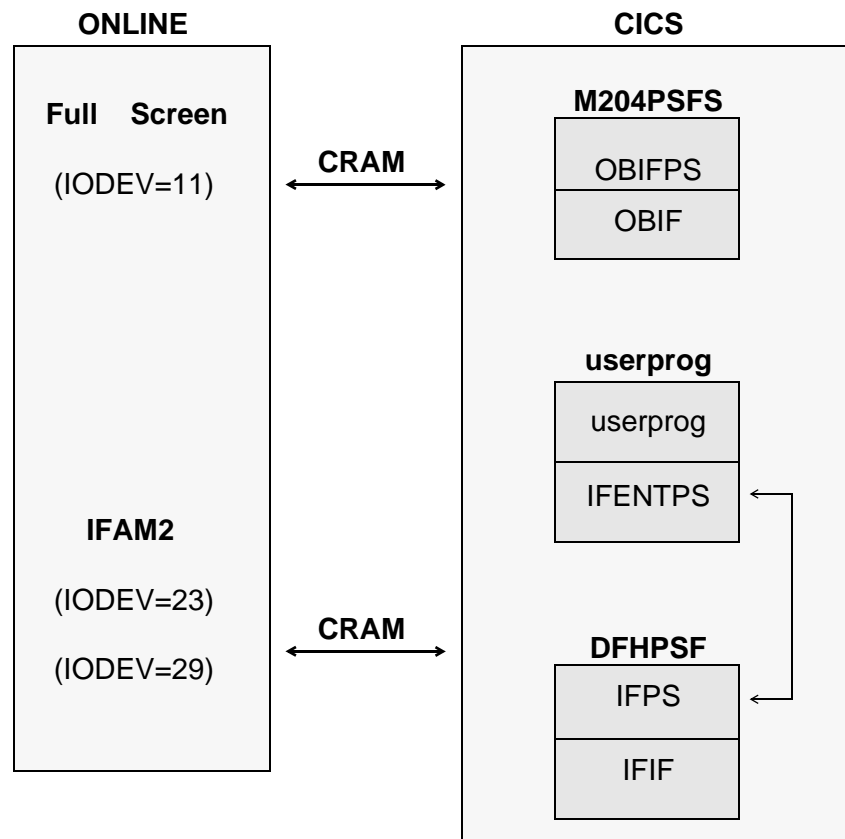 ONLINE
Full Screen
(IODEV=11)
IFAM2
(IODEV=23)
(IODEV=29)
CRAM
CRAM
CICS
M204PSFS
OBIFPS
OBIF
userprog
userprog
IFENTPS
DFHPSF
IFPS
IFIF